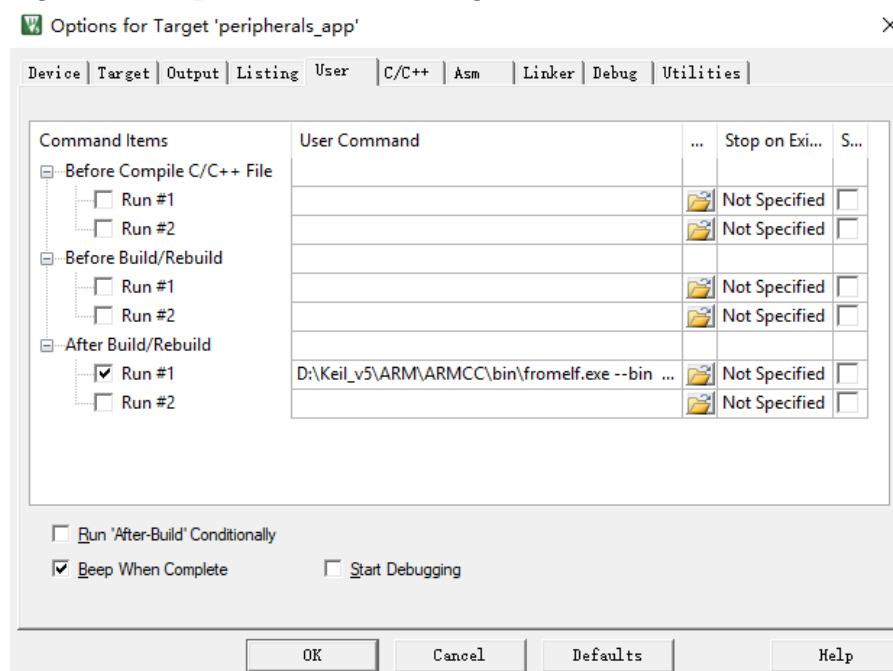 Options for Target 'peripherals_app'
Device Target Output Listing User C/C++ Asm Linker Debug Utilities
Command Items User Command ... Stop on Exi... S...
Before Compile C/C++ File
Run #1 Not Specified
Run #2 Not Specified
Before Build/Rebuild
Run #1 Not Specified
Run #2 Not Specified
After Build/Rebuild
Run #1 D:\Keil_v5\ARM\ARMCC\bin\fromelf.exe --bin ... Not Specified
Run #2 Not Specified
Run 'After-Build' Conditionally
Beep When Complete Start Debugging
OK Cancel Defaults Help